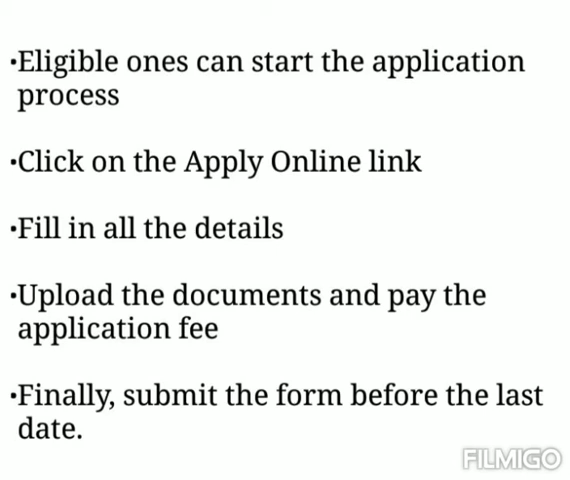 •Eligible ones can start the application
process
•Click on the Apply Online link
•Fill in all the details
•Upload the documents and pay the
application fee
•Finally, submit the form before the last
date.
FILMIGO